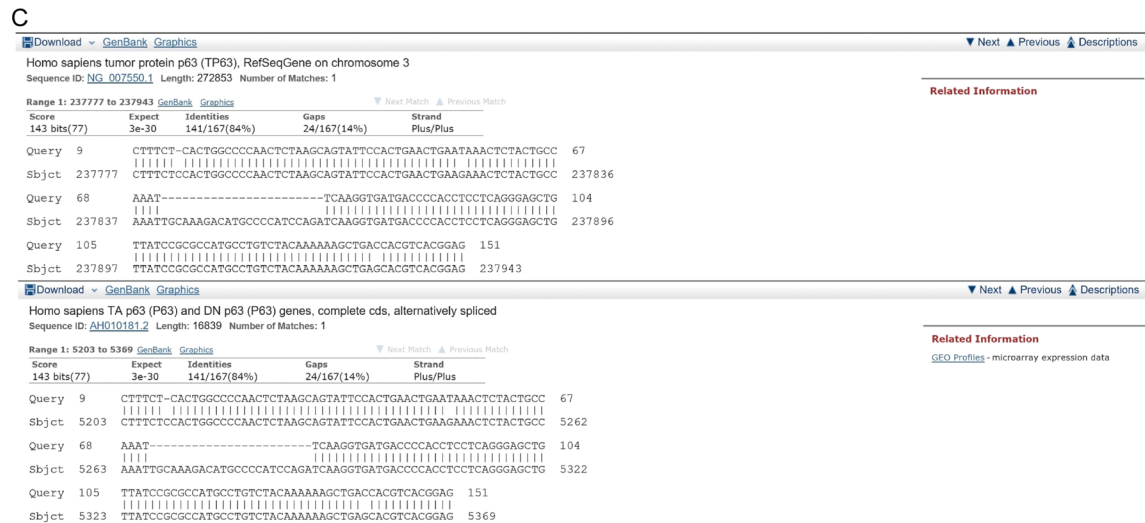 C
Download GenBank Graphics Next Previous Descriptions
Homo sapiens tumor protein p63 (TP63), RefSeqGene on chromosome 3
Sequence ID: NG_007550.1 Length: 272853 Number of Matches: 1
Related Information
Range 1: 237777 to 237943 GenBank Graphics Next Match Previous Match
Score Expect Identities Gaps Strand
143 bits(77) 3e-30 141/167(84%) 24/167(14%) Plus/Plus
Query 9 CTTTCT-CACTGGCCCCAACTCTAAGCAGTATTCCACTGAACTGAATAAACTCTACTGCC 67
Sbjct 237777 CTTTCTCCACTGGCCCCAACTCTAAGCAGTATTCCACTGAACTGAAGAAACTCTACTGCC 237836
Query 68 AAAT-----------------------TCAAGGTGATGACCCCACCTCCTCAGGGAGCTG 104
Sbjct 237837 AAATTGCAAAGACATGCCCCATCCAGATCAAGGTGATGACCCCACCTCCTCAGGGAGCTG 237896
Query 105 TTATCCGCGCCATGCCTGTCTACAAAAAAGCTGACCACGTCACGGAG 151
Sbjct 237897 TTATCCGCGCCATGCCTGTCTACAAAAAAGCTGAGCACGTCACGGAG 237943
Download GenBank Graphics Next Previous Descriptions
Homo sapiens TA p63 (P63) and DN p63 (P63) genes, complete cds, alternatively spliced
Sequence ID: AH010181.2 Length: 16839 Number of Matches: 1
Related Information
Range 1: 5203 to 5369 GenBank Graphics Next Match Previous Match
GEO Profiles - microarray expression data
Score Expect Identities Gaps Strand
143 bits(77) 3e-30 141/167(84%) 24/167(14%) Plus/Plus
Query 9 CTTTCT-CACTGGCCCCAACTCTAAGCAGTATTCCACTGAACTGAATAAACTCTACTGCC 67
Sbjct 5203 CTTTCTCCACTGGCCCCAACTCTAAGCAGTATTCCACTGAACTGAAGAAACTCTACTGCC 5262
Query 68 AAAT-----------------------TCAAGGTGATGACCCCACCTCCTCAGGGAGCTG 104
Sbjct 5263 AAATTGCAAAGACATGCCCCATCCAGATCAAGGTGATGACCCCACCTCCTCAGGGAGCTG 5322
Query 105 TTATCCGCGCCATGCCTGTCTACAAAAAAGCTGACCACGTCACGGAG 151
Sbjct 5323 TTATCCGCGCCATGCCTGTCTACAAAAAAGCTGAGCACGTCACGGAG 5369